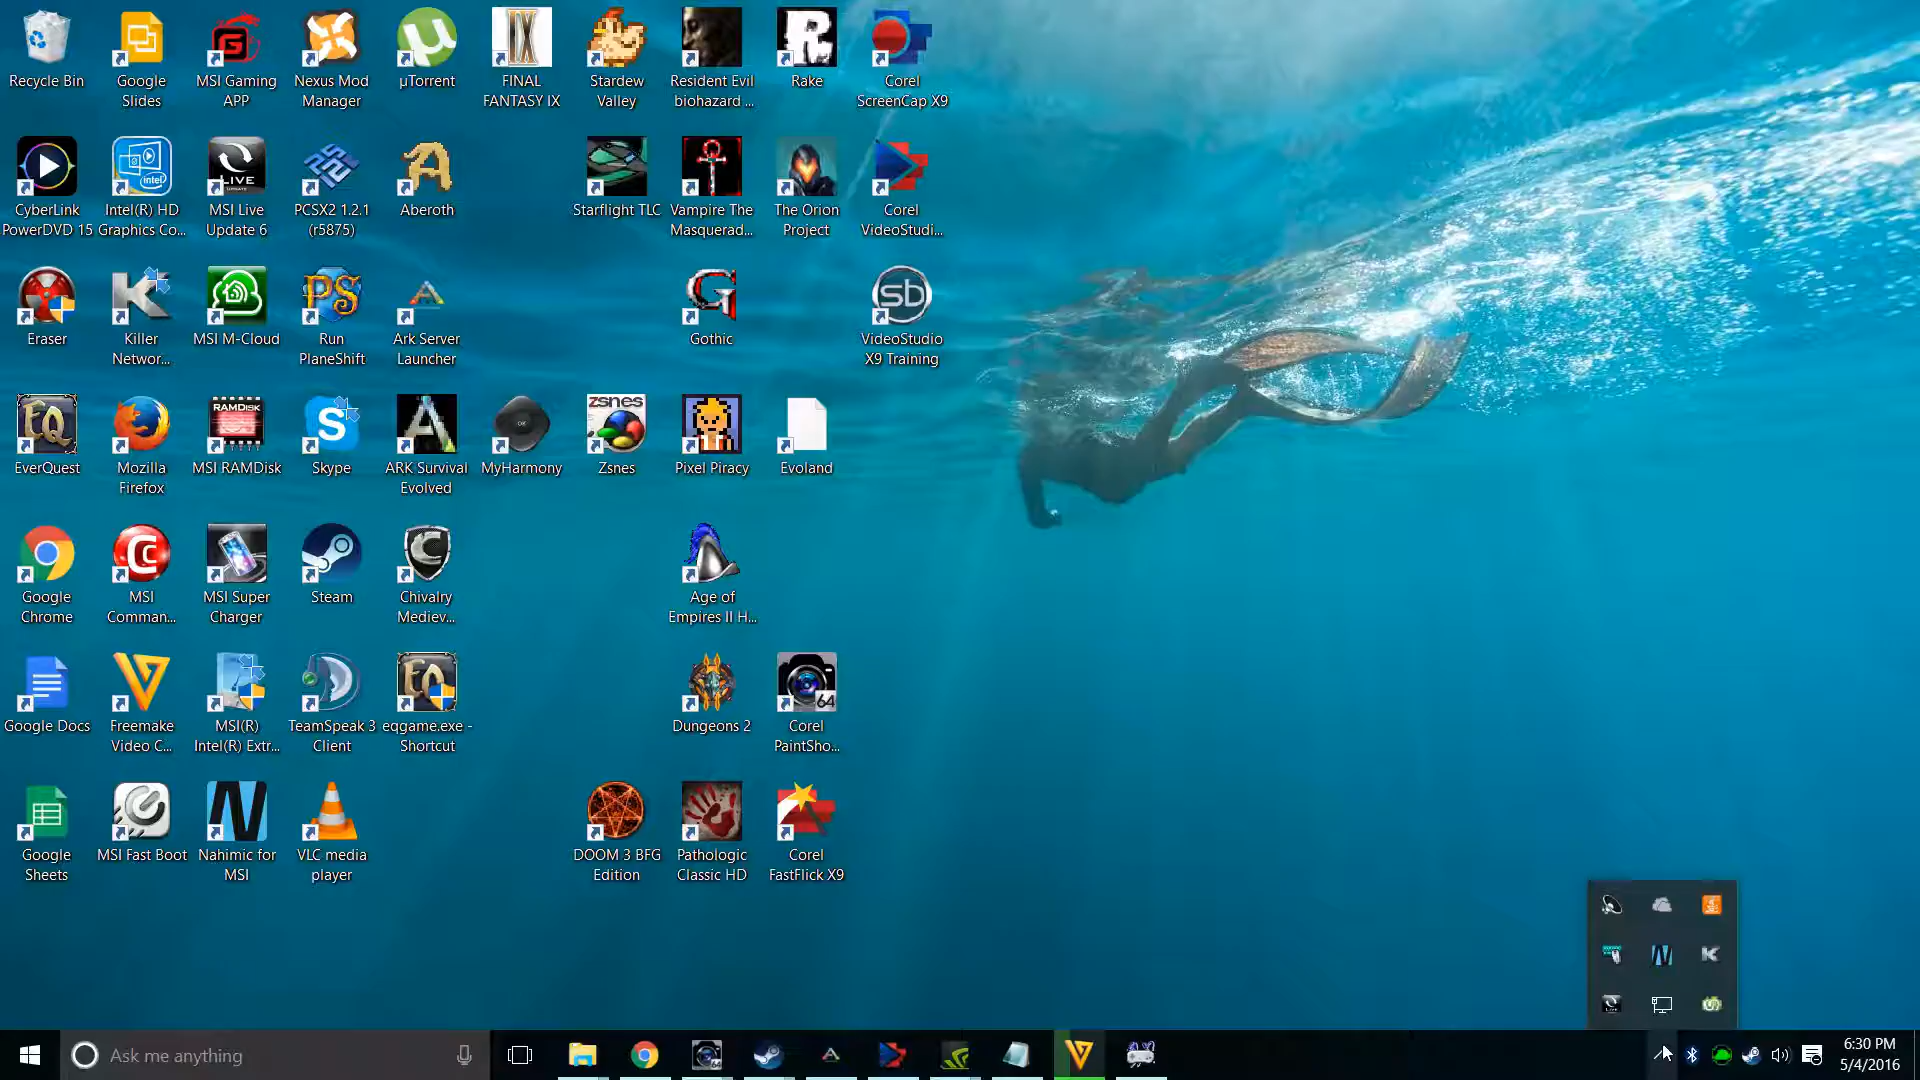 Recycle Bin
Google
Slides
MSI Gaming
APP
Nexus Mod
Manager
µTorrent
FINAL
FANTASY IX
Stardew
Valley
Resident Evil
biohazard ...
Rake
Corel
ScreenCap X9
CyberLink
PowerDVD 15
Intel(R) HD
Graphics Co...
MSI Live
Update 6
PCSX2 1.2.1
(r5875)
Aberoth
Starflight TLC
Vampire The
Masquerad...
The Orion
Project
Corel
VideoStudi...
Eraser
Killer
Networ...
MSI M-Cloud
Run
PlaneShift
Ark Server
Launcher
Gothic
VideoStudio
X9 Training
EverQuest
Mozilla
Firefox
MSI RAMDisk
Skype
ARK Survival
Evolved
MyHarmony
Zsnes
Pixel Piracy
Evoland
Google
Chrome
MSI
Comman...
MSI Super
Charger
Steam
Chivalry
Mediev...
Age of
Empires II H...
Google Docs
Freemake
Video C...
MSI(R)
Intel(R) Extr...
TeamSpeak 3
Client
eqgame.exe -
Shortcut
Dungeons 2
Corel
PaintSho...
Google
Sheets
MSI Fast Boot
Nahimic for
MSI
VLC media
player
DOOM 3 BFG
Edition
Pathologic
Classic HD
Corel
FastFlick X9
Ask me anything
6:30 PM
5/4/2016